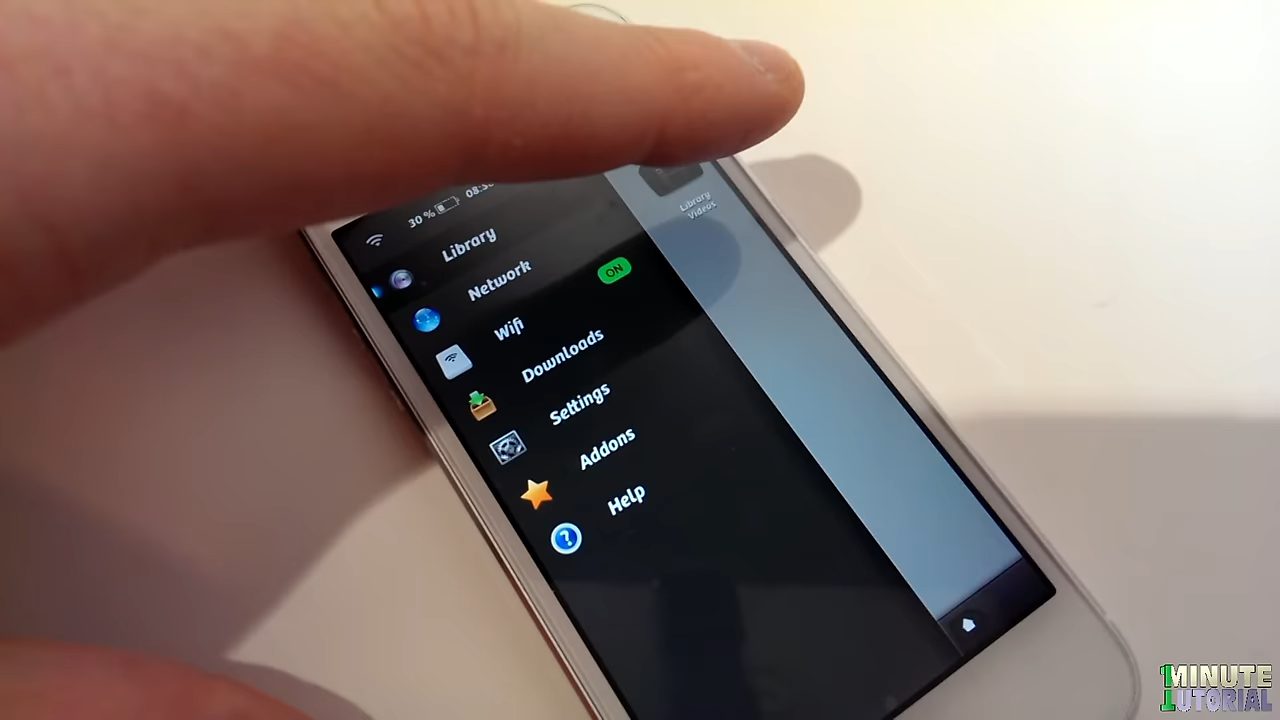 30 %
Library
Network
ON
Wifi
Downloads
Settings
Addons
Help
Library
Videos
1MINUTE
TUTORIAL